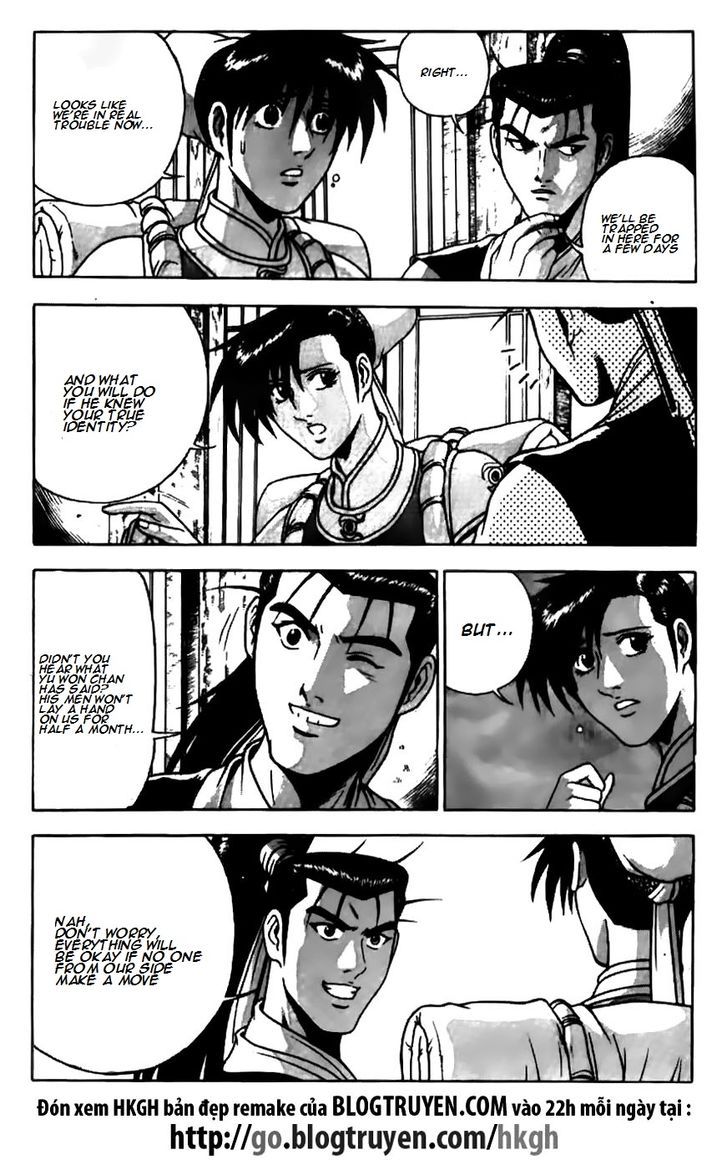 LOOKS LIKE
WE'RE IN REAL
TROUBLE NOW...
RIGHT...
WE'LL BE
TRAPPED
IN HERE FOR
A FEW DAYS
AND WHAT
YOU WILL DO
IF HE KNEW
YOUR TRUE
IDENTITY?
DIDN'T YOU
HEAR WHAT
YU WON CHAN
HAS SAID?
HIS MEN WON'T
LAY A HAND
ON US FOR
HALF A MONTH...
BUT...
NAH,
DON'T WORRY,
EVERYTHING WILL
BE OKAY IF NO ONE
FROM OUR SIDE
MAKE A MOVE
Đón xem HKGH bản đẹp remake của BLOGTRUYEN.COM vào 22h mỗi ngày tại :
http://go.blogtruyen.com/hkgh